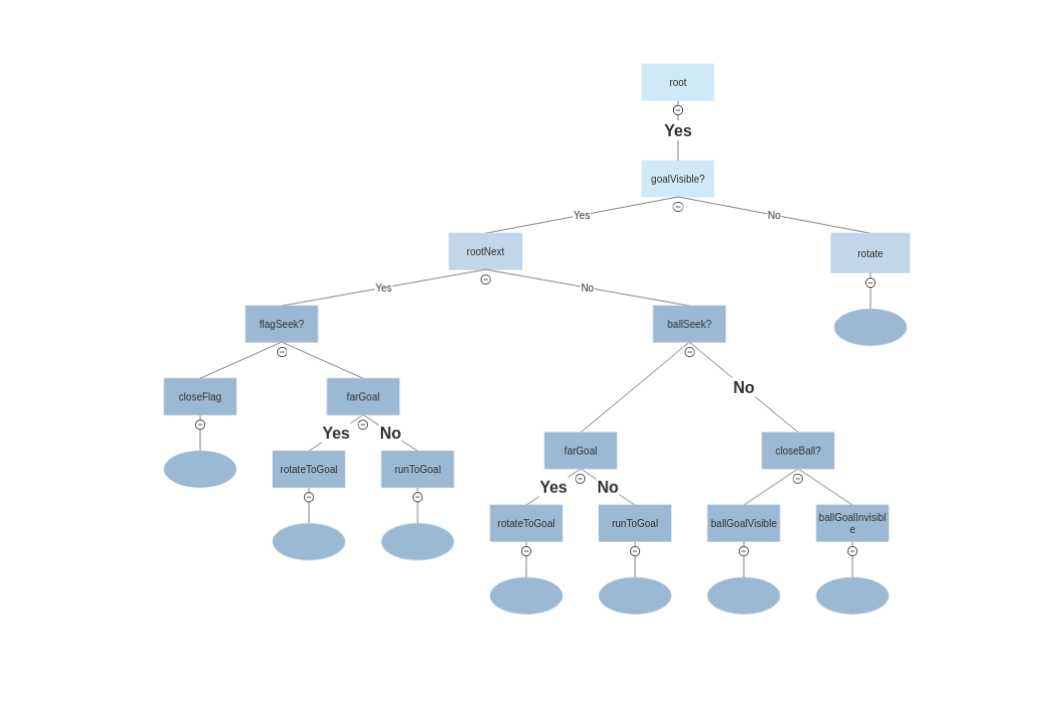 root
Yes
goalVisible?
Yes
No
rootNext
rotate
Yes
No
flagSeek?
ballSeek?
No
closeFlag
farGoal
Yes
No
farGoal
closeBall?
rotateToGoal
runToGoal
Yes
No
rotateToGoal
runToGoal
ballGoalVisible
ballGoalInvisibl
e